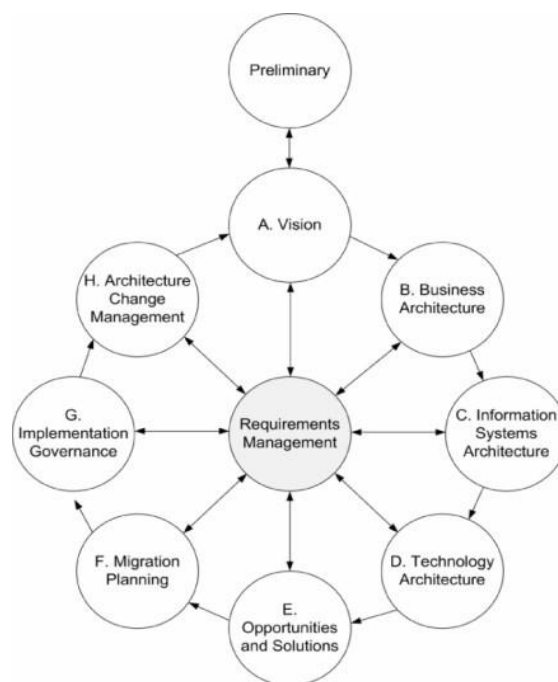 Preliminary
A. Vision
H. Architecture
Change
Management
B. Business
Architecture
G.
Implementation
Governance
Requirements
Management
C. Information
Systems
Architecture
F. Migration
Planning
D. Technology
Architecture
E.
Opportunities
and Solutions